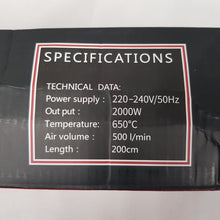 SPECIFICATIONS
TECHNICAL DATA:
Power supply : 220-240V/50Hz
Out put : 2000W
Temperature: 650°C
Air volume : 500 l/min
Length : 200cm